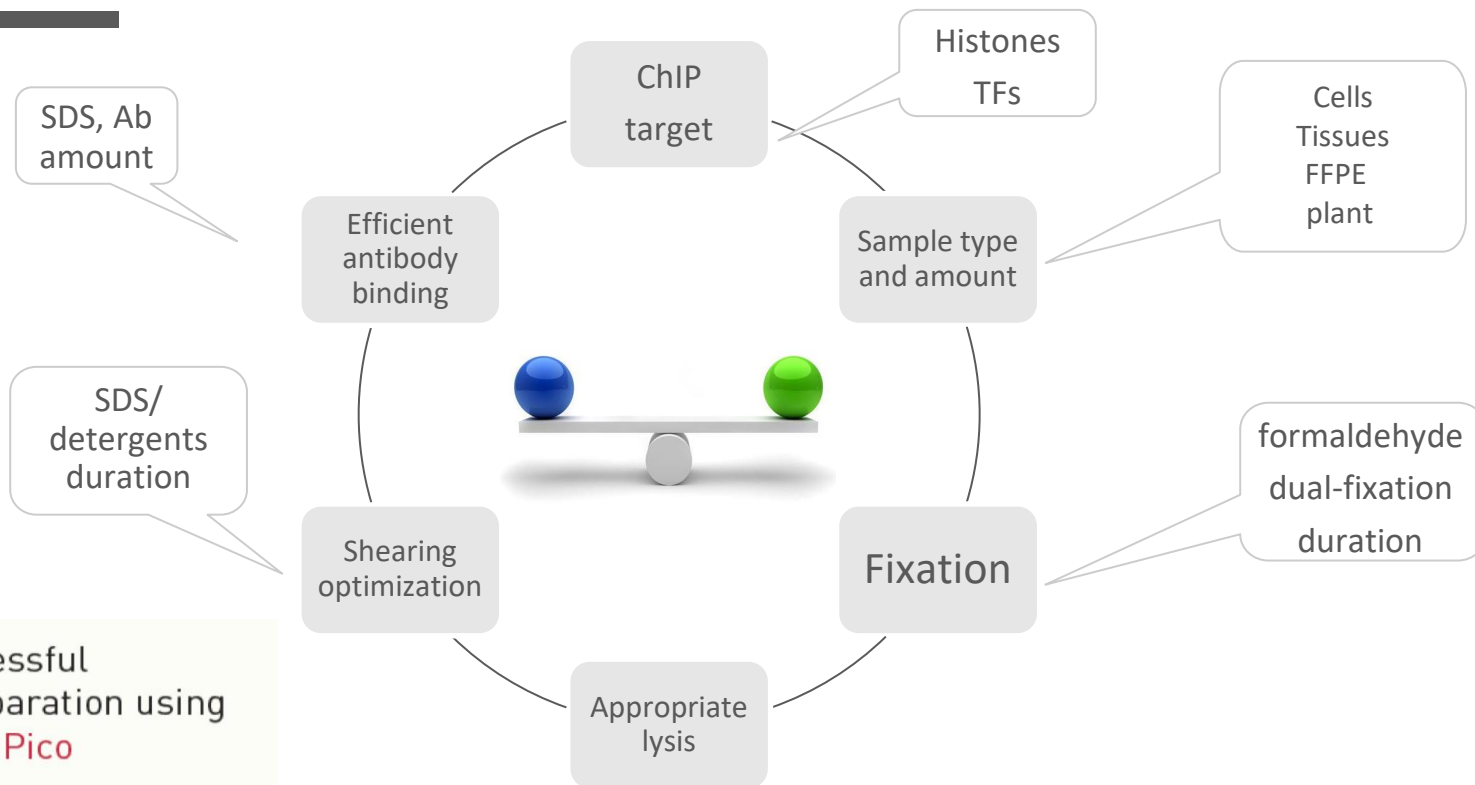 ChIP
target
Histones
TFs
Sample type
and amount
Cells
Tissues
FFPE
plant
Fixation
formaldehyde
dual-fixation
duration
Appropriate
lysis
Shearing
optimization
SDS/
detergents
duration
Efficient
antibody
binding
SDS, Ab
amount
essful
paration using
Pico